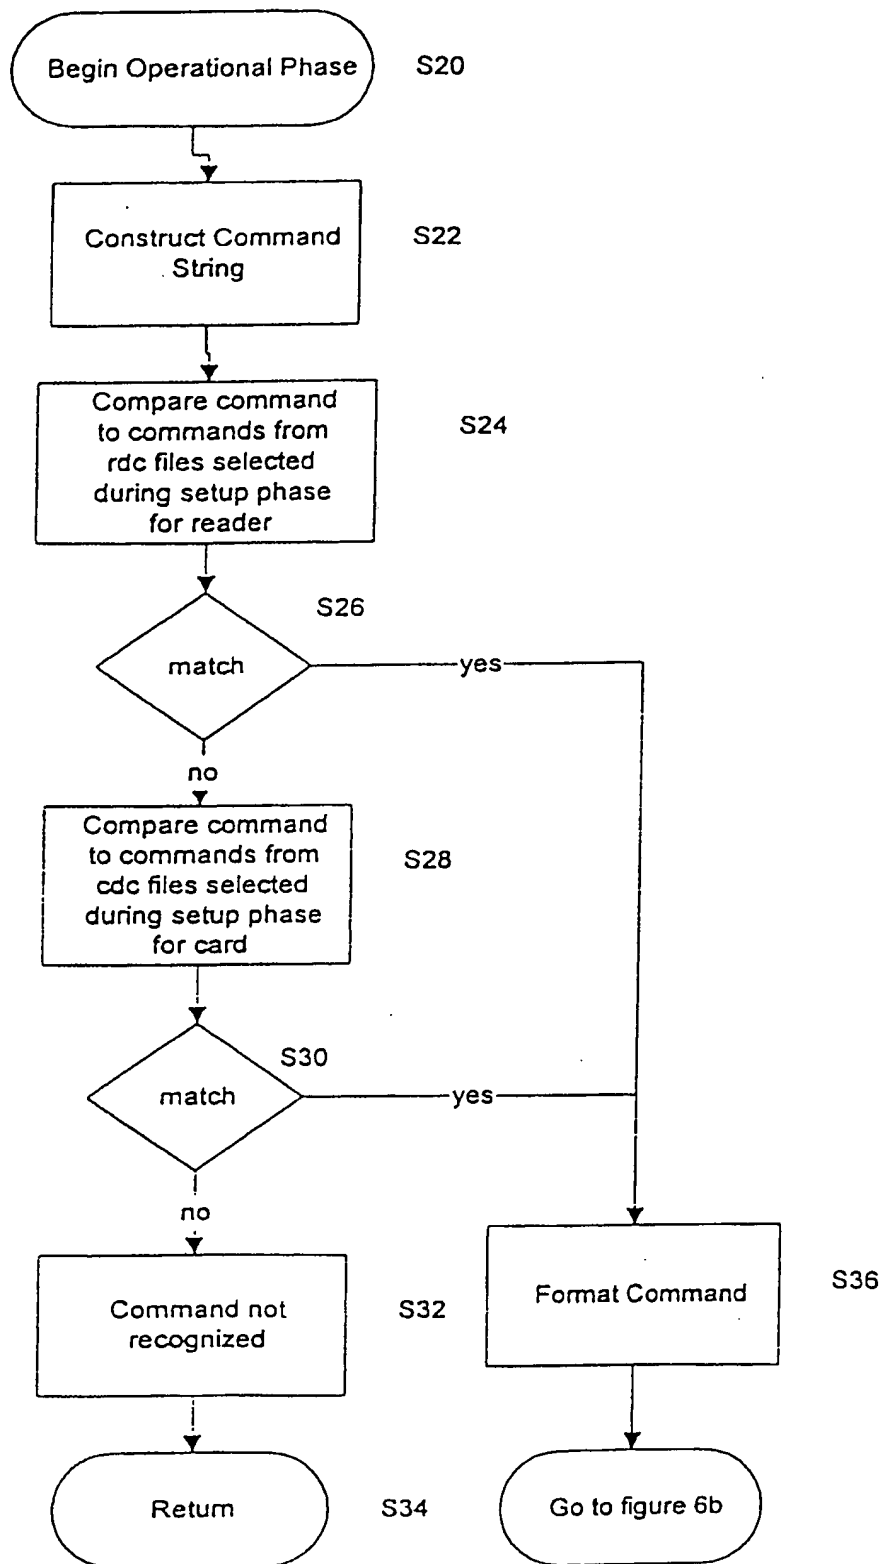 Begin Operational Phase
S20
Construct Command
String
S22
Compare command
to commands from
rdc files selected
during setup phase
for reader
S24
S26
match
yes
no
Compare command
to commands from
cdc files selected
during setup phase
for card
S28
S30
match
yes
no
Command not
recognized
S32
Format Command
S36
Return
S34
Go to figure 6b